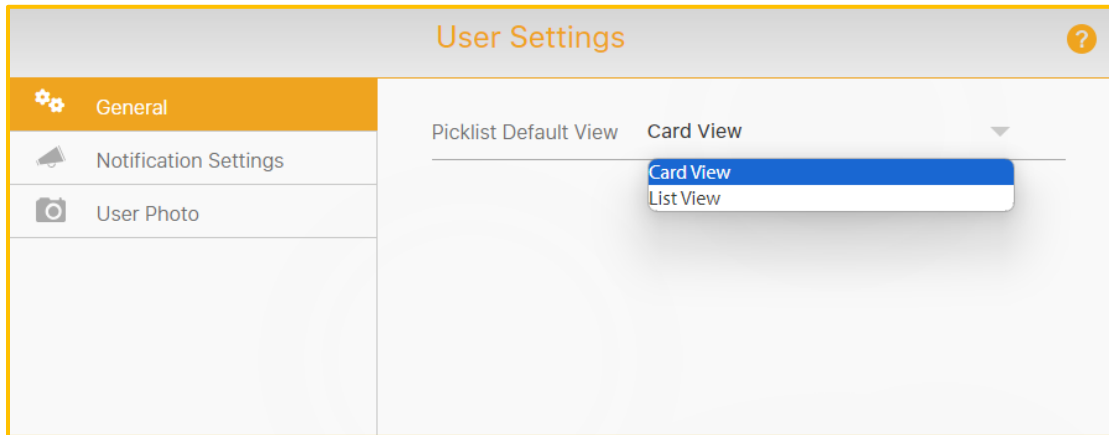 User Settings
?
General
Notification Settings
User Photo
Picklist Default View Card View
Card View
List View